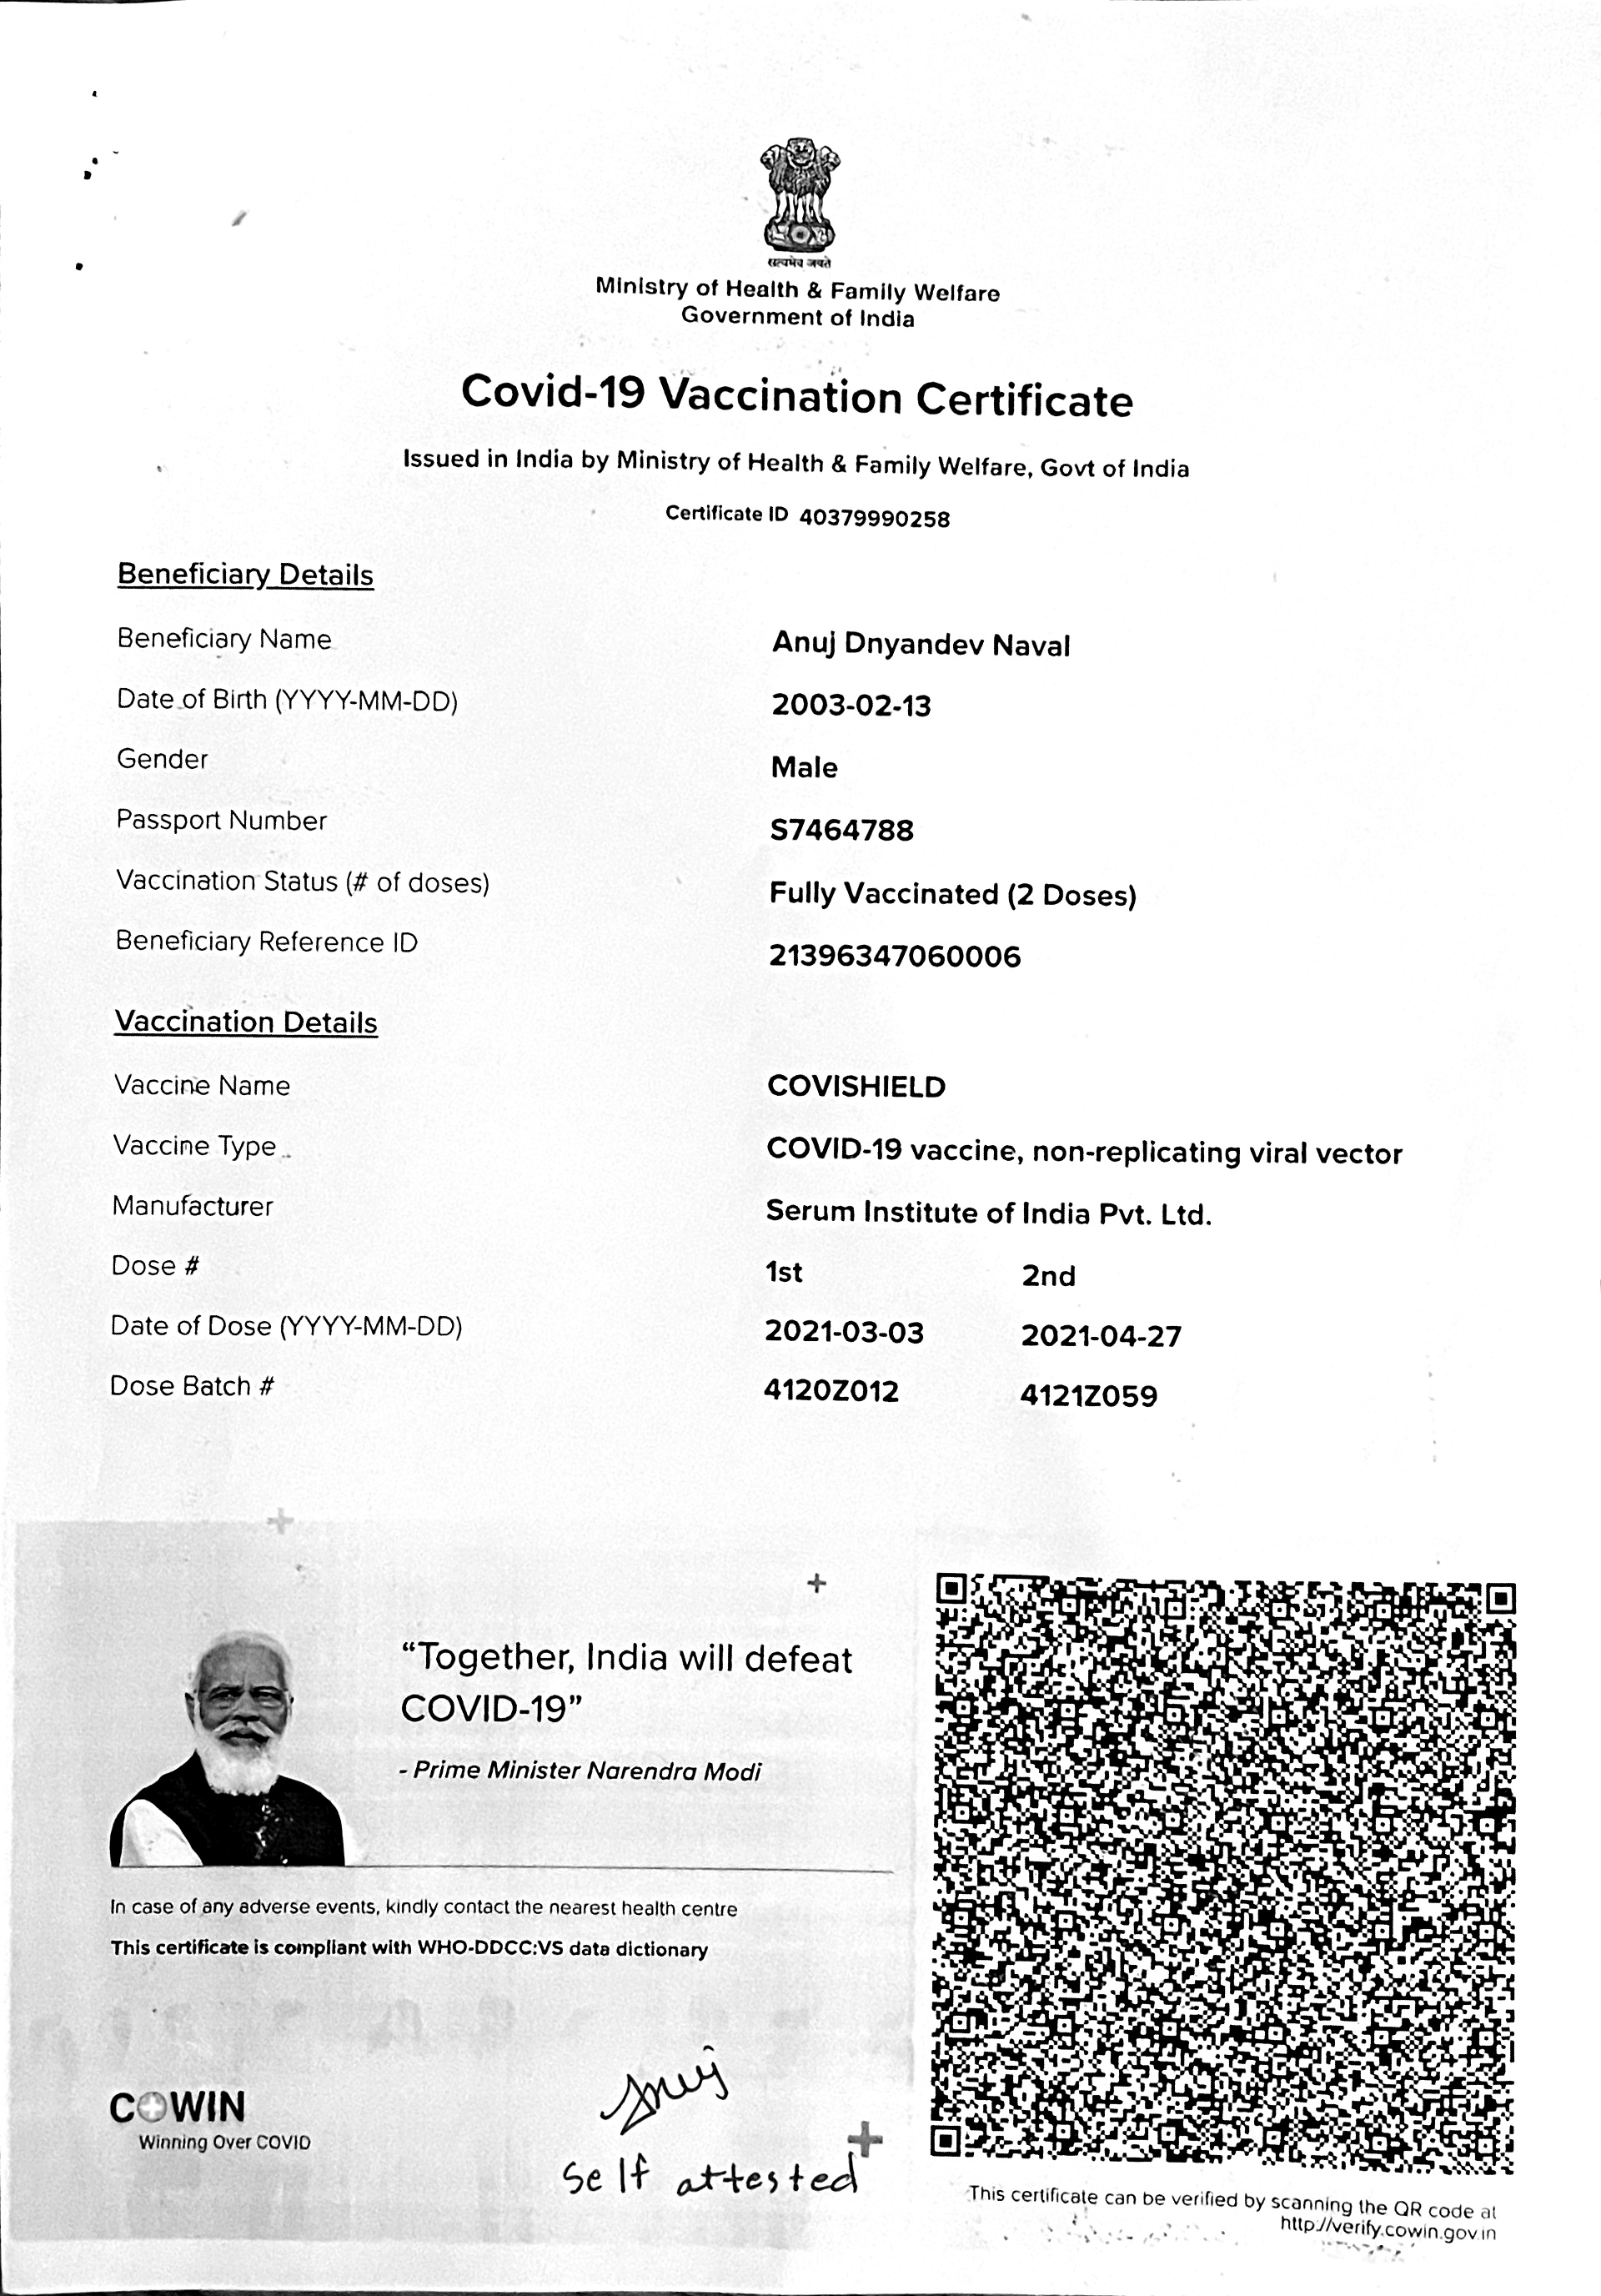 सत्यमेव जयते
Ministry of Health & Family Welfare
Government of India
Covid-19 Vaccination Certificate
Issued in India by Ministry of Health & Family Welfare, Govt of India
Certificate ID 40379990258
Beneficiary Details
Beneficiary Name Anuj Dnyandev Naval
Date of Birth (YYYY-MM-DD) 2003-02-13
Gender Male
Passport Number S7464788
Vaccination Status (# of doses) Fully Vaccinated (2 Doses)
Beneficiary Reference ID 21396347060006
Vaccination Details
Vaccine Name COVISHIELD
Vaccine Type COVID-19 vaccine, non-replicating viral vector
Manufacturer Serum Institute of India Pvt. Ltd.
Dose # 1st 2nd
Date of Dose (YYYY-MM-DD) 2021-03-03 2021-04-27
Dose Batch # 4120Z012 4121Z059
“Together, India will defeat
COVID-19”
- Prime Minister Narendra Modi
In case of any adverse events, kindly contact the nearest health centre
This certificate is compliant with WHO-DDCC:VS data dictionary
COWIN
Winning Over COVID
Anuj
Self attested
This certificate can be verified by scanning the QR code at
http://verify.cowin.gov.in